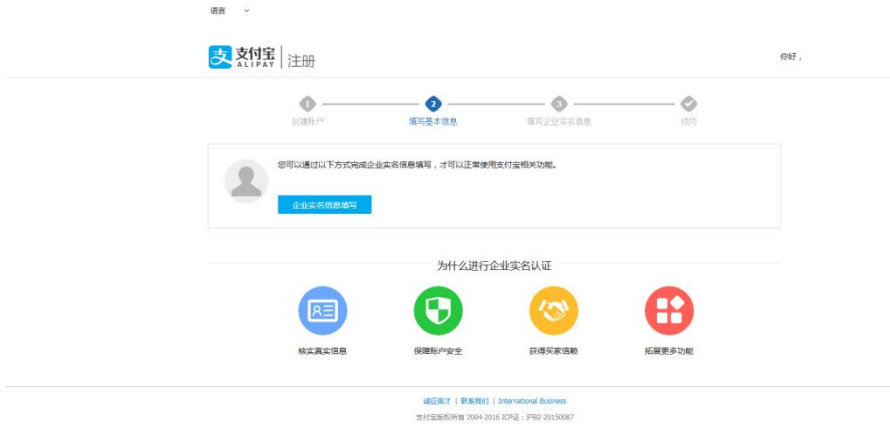 语言
支付宝 注册
ALIPAY
你好，
1 2 3
创建账户 填写基本信息 填写企业实名信息 成功
您可以通过以下方式完成企业实名信息填写，才可以正常使用支付宝相关功能。
企业实名信息填写
为什么进行企业实名认证
核实真实信息 保障账户安全 获得买家信赖 拓展更多功能
诚征英才 | 联系我们 | International Business
支付宝版权所有 2004-2016 ICP证：沪B2-20150087